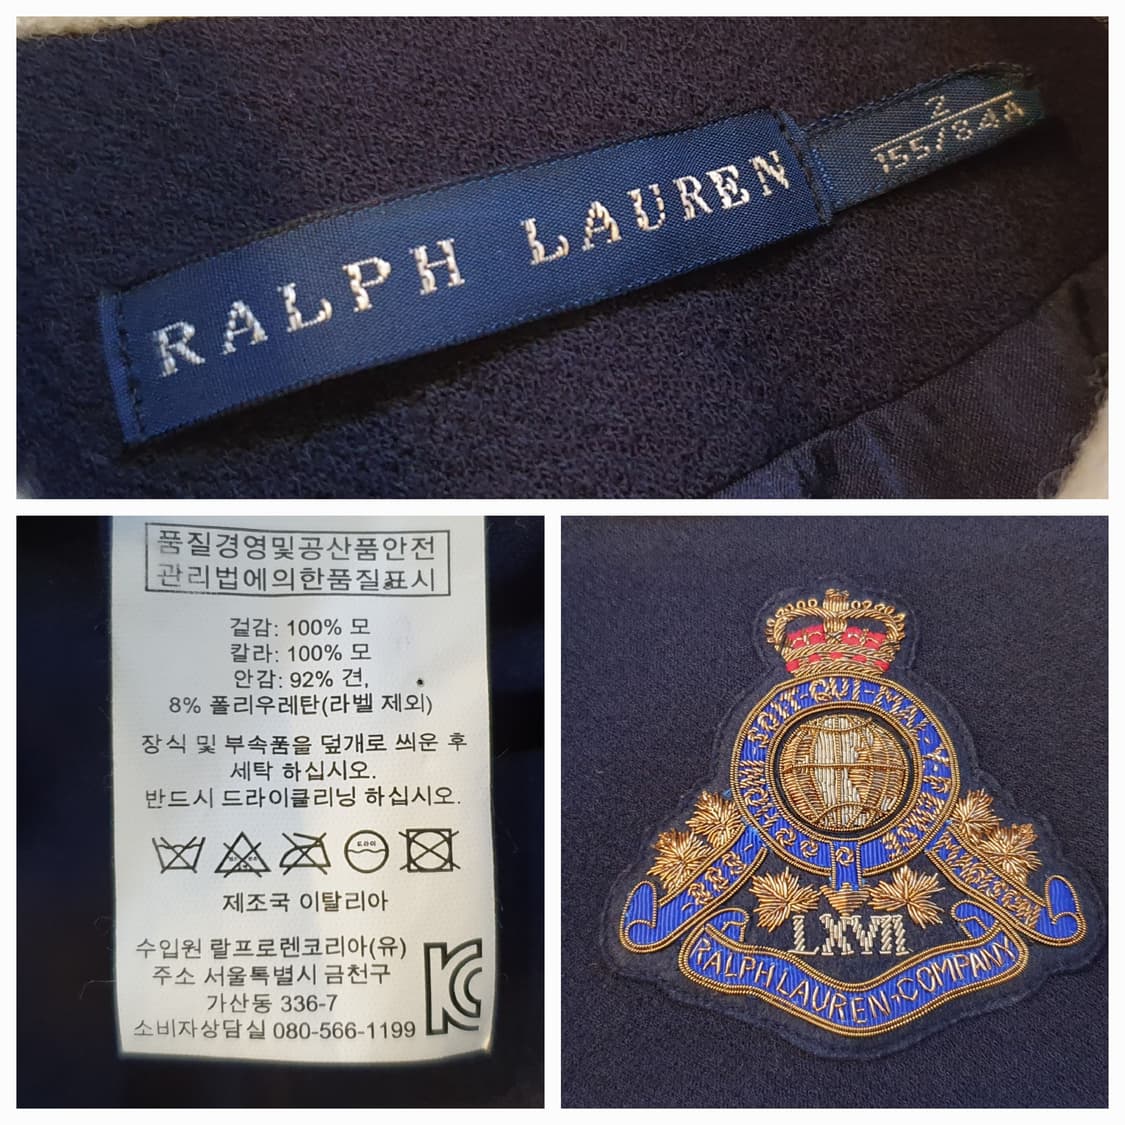 RALPH LAUREN
2
155/84A
품질경영및공산품안전
관리법에의한품질표시
겉감: 100% 모
칼라: 100% 모
안감: 92% 견,
8% 폴리우레탄(라벨 제외)
장식 및 부속품을 덮개로 씌운 후
세탁 하십시오.
반드시 드라이클리닝 하십시오.
드라이
제조국 이탈리아
수입원 랄프로렌코리아(유)
주소 서울특별시 금천구
가산동 336-7
소비자상담실 080-566-1199
LXVII
RALPH LAUREN·COMPANY